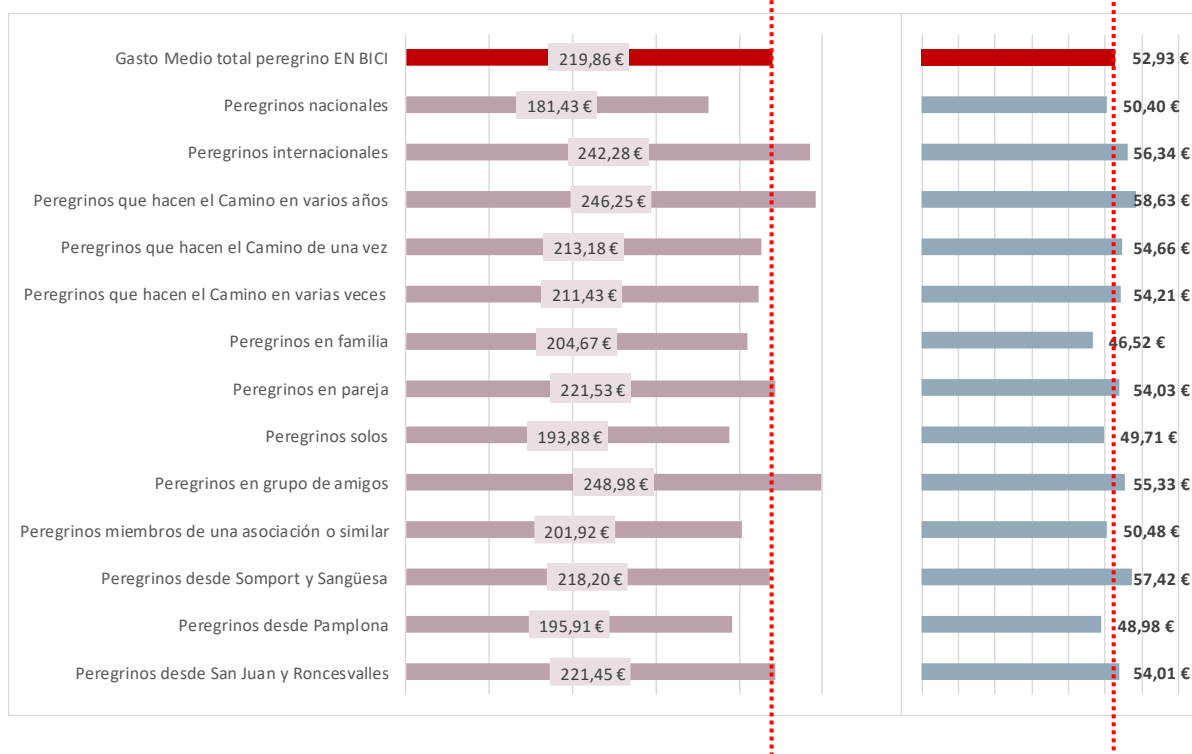 Gasto Medio total peregrino EN BICI 219,86 € 52,93 €
Peregrinos nacionales 181,43 € 50,40 €
Peregrinos internacionales 242,28 € 56,34 €
Peregrinos que hacen el Camino en varios años 246,25 € 58,63 €
Peregrinos que hacen el Camino de una vez 213,18 € 54,66 €
Peregrinos que hacen el Camino en varias veces 211,43 € 54,21 €
Peregrinos en familia 204,67 € 46,52 €
Peregrinos en pareja 221,53 € 54,03 €
Peregrinos solos 193,88 € 49,71 €
Peregrinos en grupo de amigos 248,98 € 55,33 €
Peregrinos miembros de una asociación o similar 201,92 € 50,48 €
Peregrinos desde Somport y Sangüesa 218,20 € 57,42 €
Peregrinos desde Pamplona 195,91 € 48,98 €
Peregrinos desde San Juan y Roncesvalles 221,45 € 54,01 €